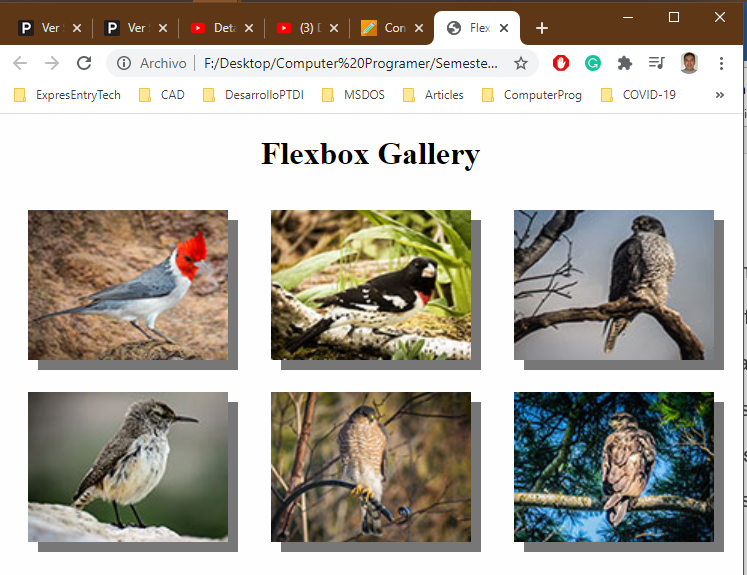 Ver
Ver
Deta
(3)
Con
Flex
Archivo | F:/Desktop/Computer%20Programer/Semeste...
ExpresEntryTech
CAD
DesarrolloPTDI
MSDOS
Articles
ComputerProg
COVID-19
»
Flexbox Gallery